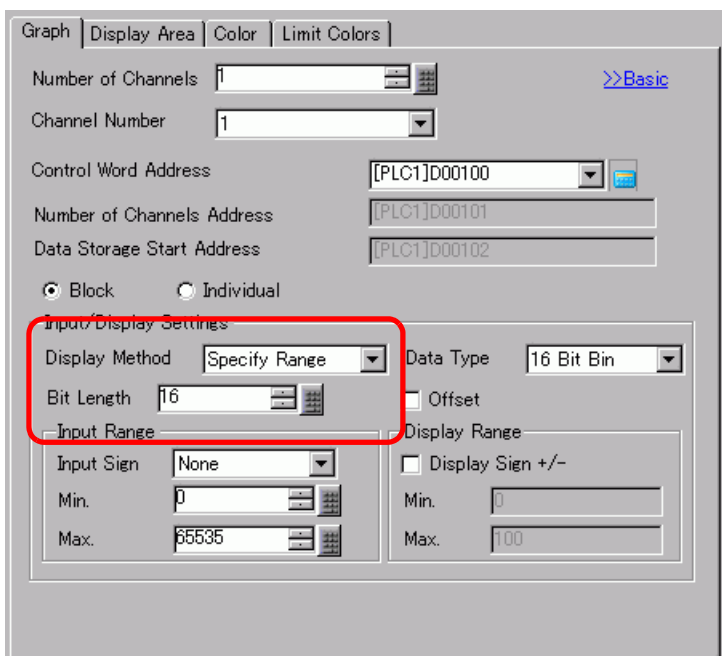 Graph Display Area Color Limit Colors
Number of Channels 1 >>Basic
Channel Number 1
Control Word Address [PLC1]D00100
Number of Channels Address [PLC1]D00101
Data Storage Start Address [PLC1]D00102
Block Individual
Input/Display Settings
Display Method Specify Range Data Type 16 Bit Bin
Bit Length 16 Offset
Input Range Display Range
Input Sign None Display Sign +/-
Min. 0 Min. 0
Max. 65535 Max. 100